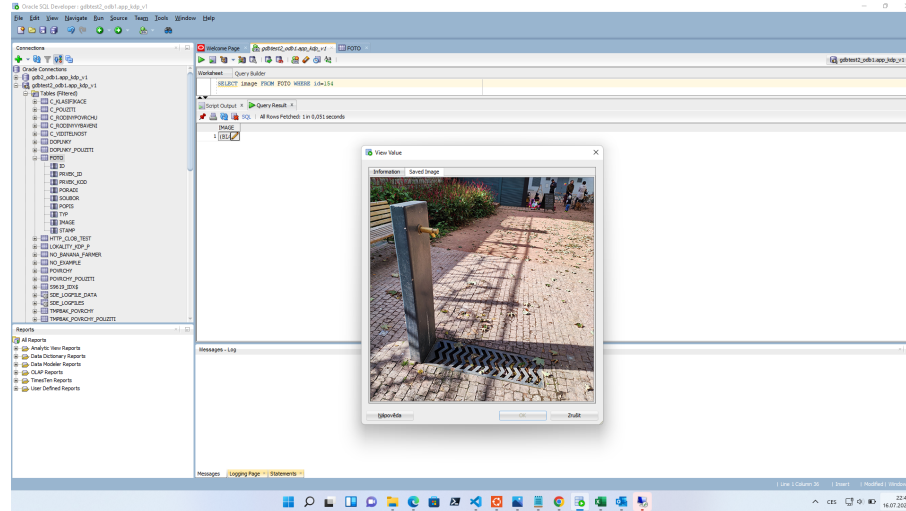 Oracle SQL Developer: gdbtest2_odb1.app_kdp_v1
File Edit View Navigate Run Source Team Tools Window Help
Connections
Oracle Connections
gdb2_odb1.app_kdp_v1
gdbtest2_odb1.app_kdp_v1
Tables (Filtered)
C_KLASIFIKACE
C_POUZITI
C_RODINYPOVRCHU
C_RODINYVYBAVENI
C_VIDITELNOST
DOPLNKY
DOPLNKY_POUZITI
FOTO
ID
PRVEK_ID
PRVEK_KOD
PORADI
SOUBOR
POPIS
TYP
IMAGE
STAMP
HTTP_CLOB_TEST
LOKALITY_KDP_P
NO_BANANA_FARMER
NO_EXAMPLE
POVRCHY
POVRCHY_POUZITI
S9619_IDX$
SDE_LOGFILE_DATA
SDE_LOGFILES
TMPBAK_POVRCHY
TMPBAK_POVRCHY_POUZITI
Reports
All Reports
Analytic View Reports
Data Dictionary Reports
Data Modeler Reports
OLAP Reports
TimesTen Reports
User Defined Reports
Welcome Page gdbtest2_odb1.app_kdp_v1 FOTO
gdbtest2_odb1.app_kdp_v1
Worksheet Query Builder
SELECT image FROM FOTO WHERE id=154
Script Output Query Result
SQL All Rows Fetched: 1 in 0,051 seconds
IMAGE
1
View Value
Information Saved Image
Nápověda OK Zrušit
Messages - Log
Messages Logging Page Statements
Line 1 Column 36 Insert Modified
CES